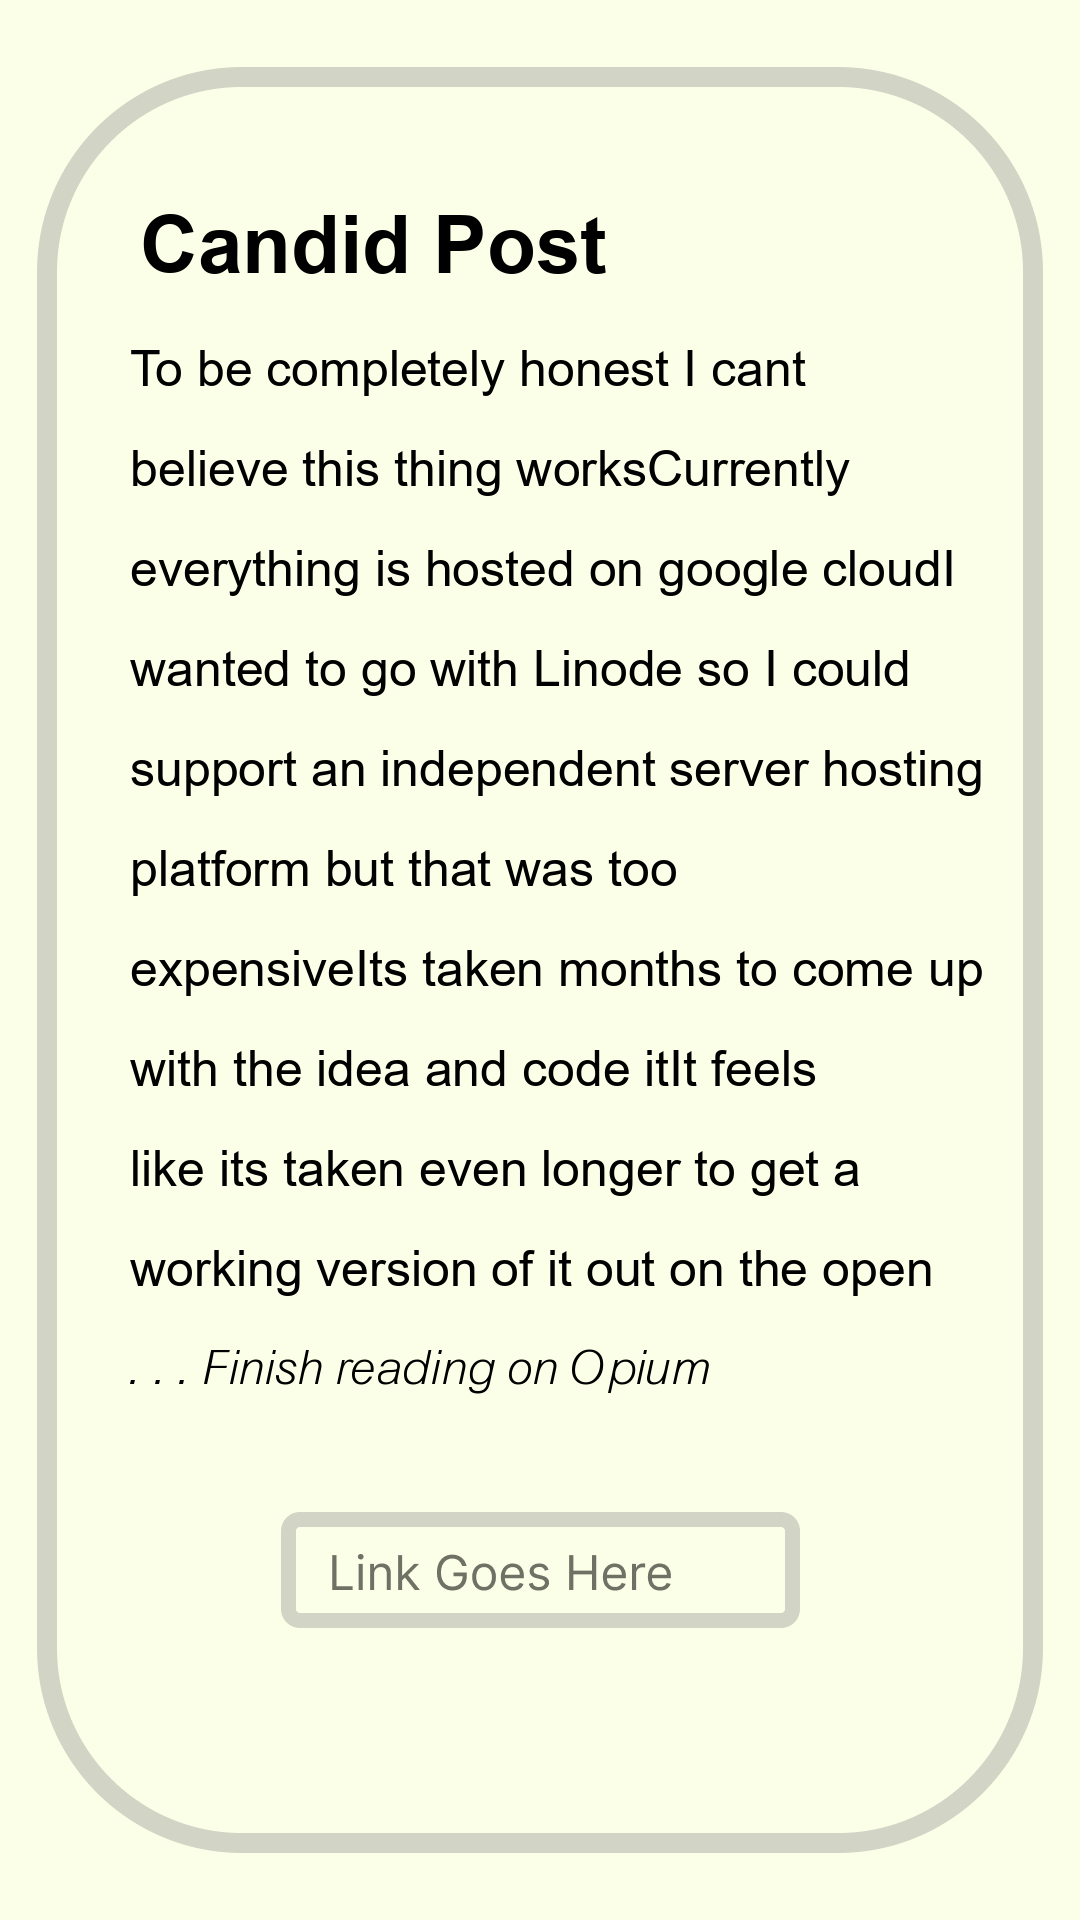 Candid Post
To be completely honest I cant
believe this thing worksCurrently
everything is hosted on google cloudI
wanted to go with Linode so I could
support an independent server hosting
platform but that was too
expensiveIts taken months to come up
with the idea and code itIt feels
like its taken even longer to get a
working version of it out on the open
. . . Finish reading on Opium
Link Goes Here